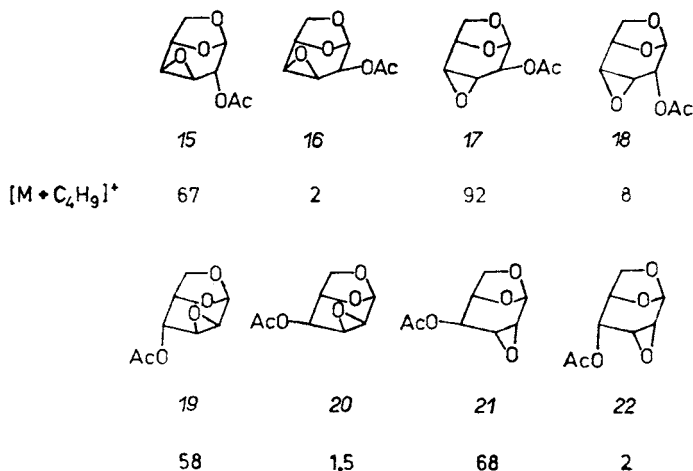 O O O O
O O O O
O O
OAc OAc
OAc O OAc
O
15 16 17 18
[M + C4H9]+ 67 2 92 8
O O O O
O O O O
O O
AcO AcO
AcO O AcO O
19 20 21 22
58 1.5 68 2